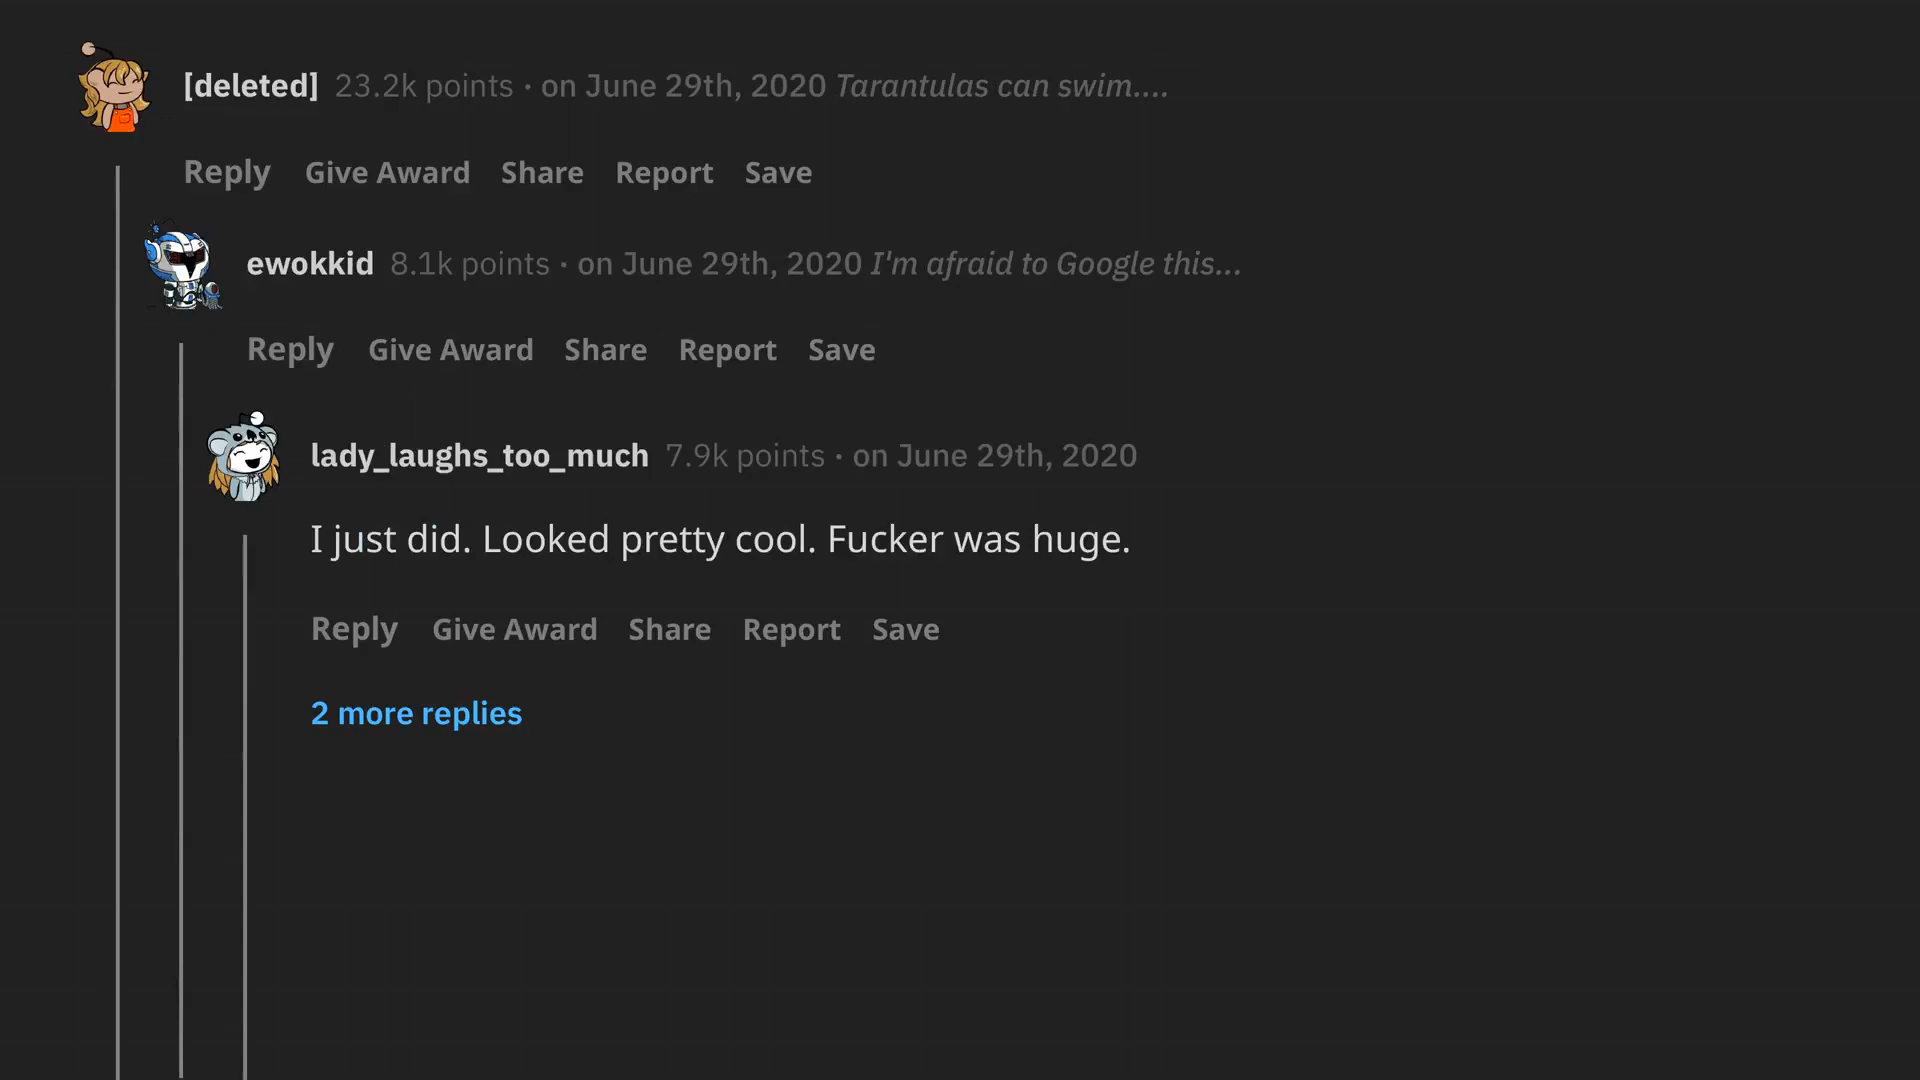 [deleted] 23.2k points · on June 29th, 2020 Tarantulas can swim....
Reply Give Award Share Report Save
ewokkid 8.1k points · on June 29th, 2020 I'm afraid to Google this...
Reply Give Award Share Report Save
lady_laughs_too_much 7.9k points · on June 29th, 2020
I just did. Looked pretty cool. Fucker was huge.
Reply Give Award Share Report Save
2 more replies